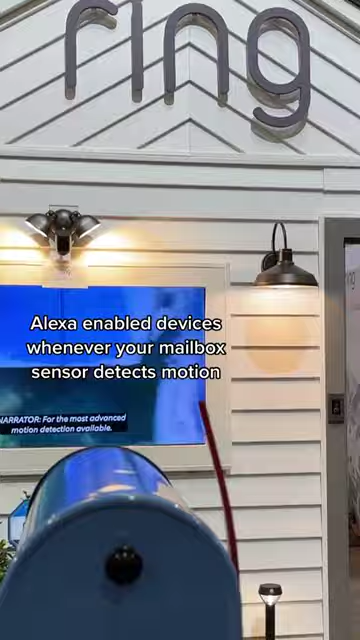 ring
Alexa enabled devices
whenever your mailbox
sensor detects motion
NARRATOR: For the most advanced
motion detection available.